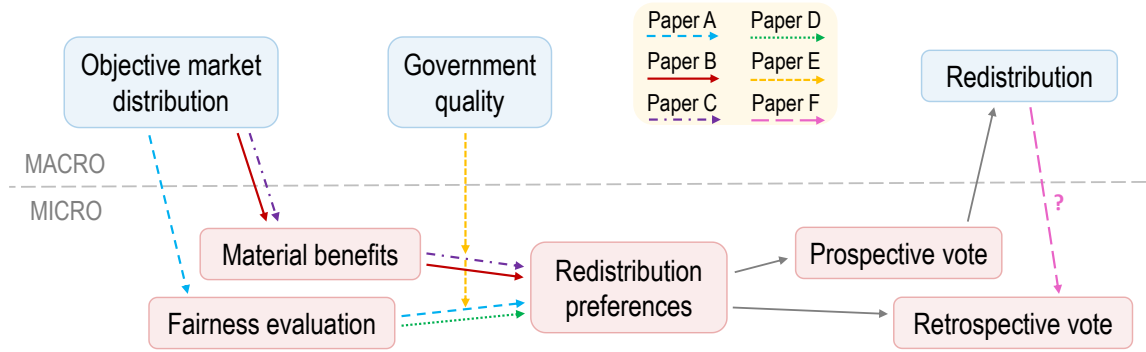 Paper A
Paper D
Paper B
Paper E
Paper C
Paper F
Objective market
distribution
Government
quality
Redistribution
MACRO
MICRO
?
Material benefits
Redistribution
preferences
Prospective vote
Fairness evaluation
Retrospective vote